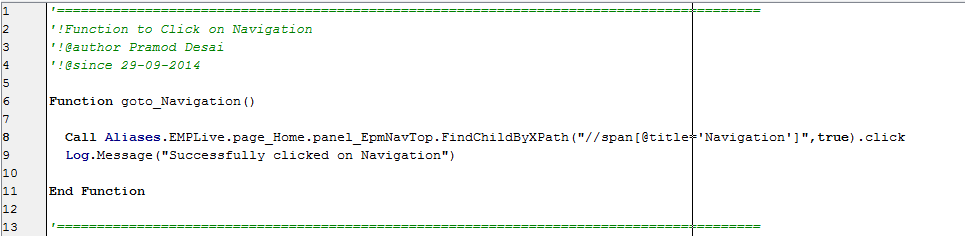 1 '========================================================================================
2 '!Function to Click on Navigation
3 '!@author Pramod Desai
4 '!@since 29-09-2014
5
6 Function goto_Navigation()
7
8 Call Aliases.EMPLive.page_Home.panel_EpmNavTop.FindChildByXPath("//span[@title='Navigation']",true).click
9 Log.Message("Successfully clicked on Navigation")
10
11 End Function
12
13 '========================================================================================